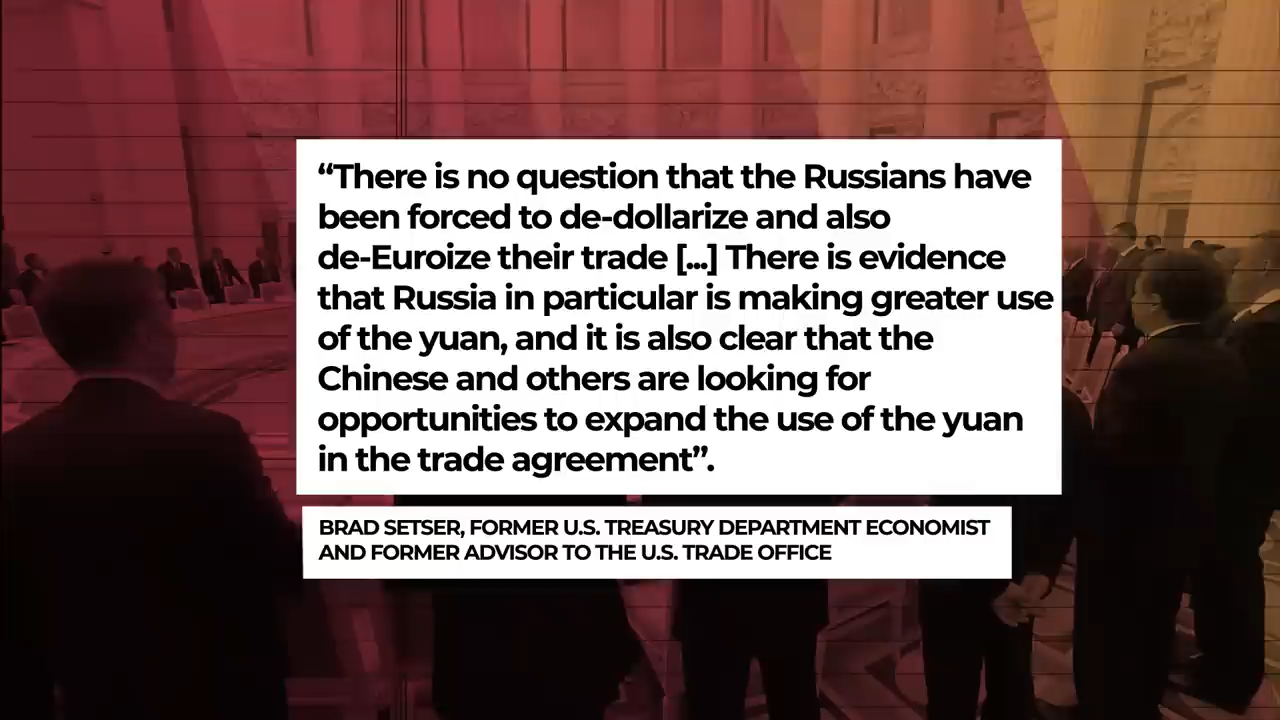 “There is no question that the Russians have
been forced to de-dollarize and also
de-Euroize their trade [...] There is evidence
that Russia in particular is making greater use
of the yuan, and it is also clear that the
Chinese and others are looking for
opportunities to expand the use of the yuan
in the trade agreement”.
BRAD SETSER, FORMER U.S. TREASURY DEPARTMENT ECONOMIST
AND FORMER ADVISOR TO THE U.S. TRADE OFFICE